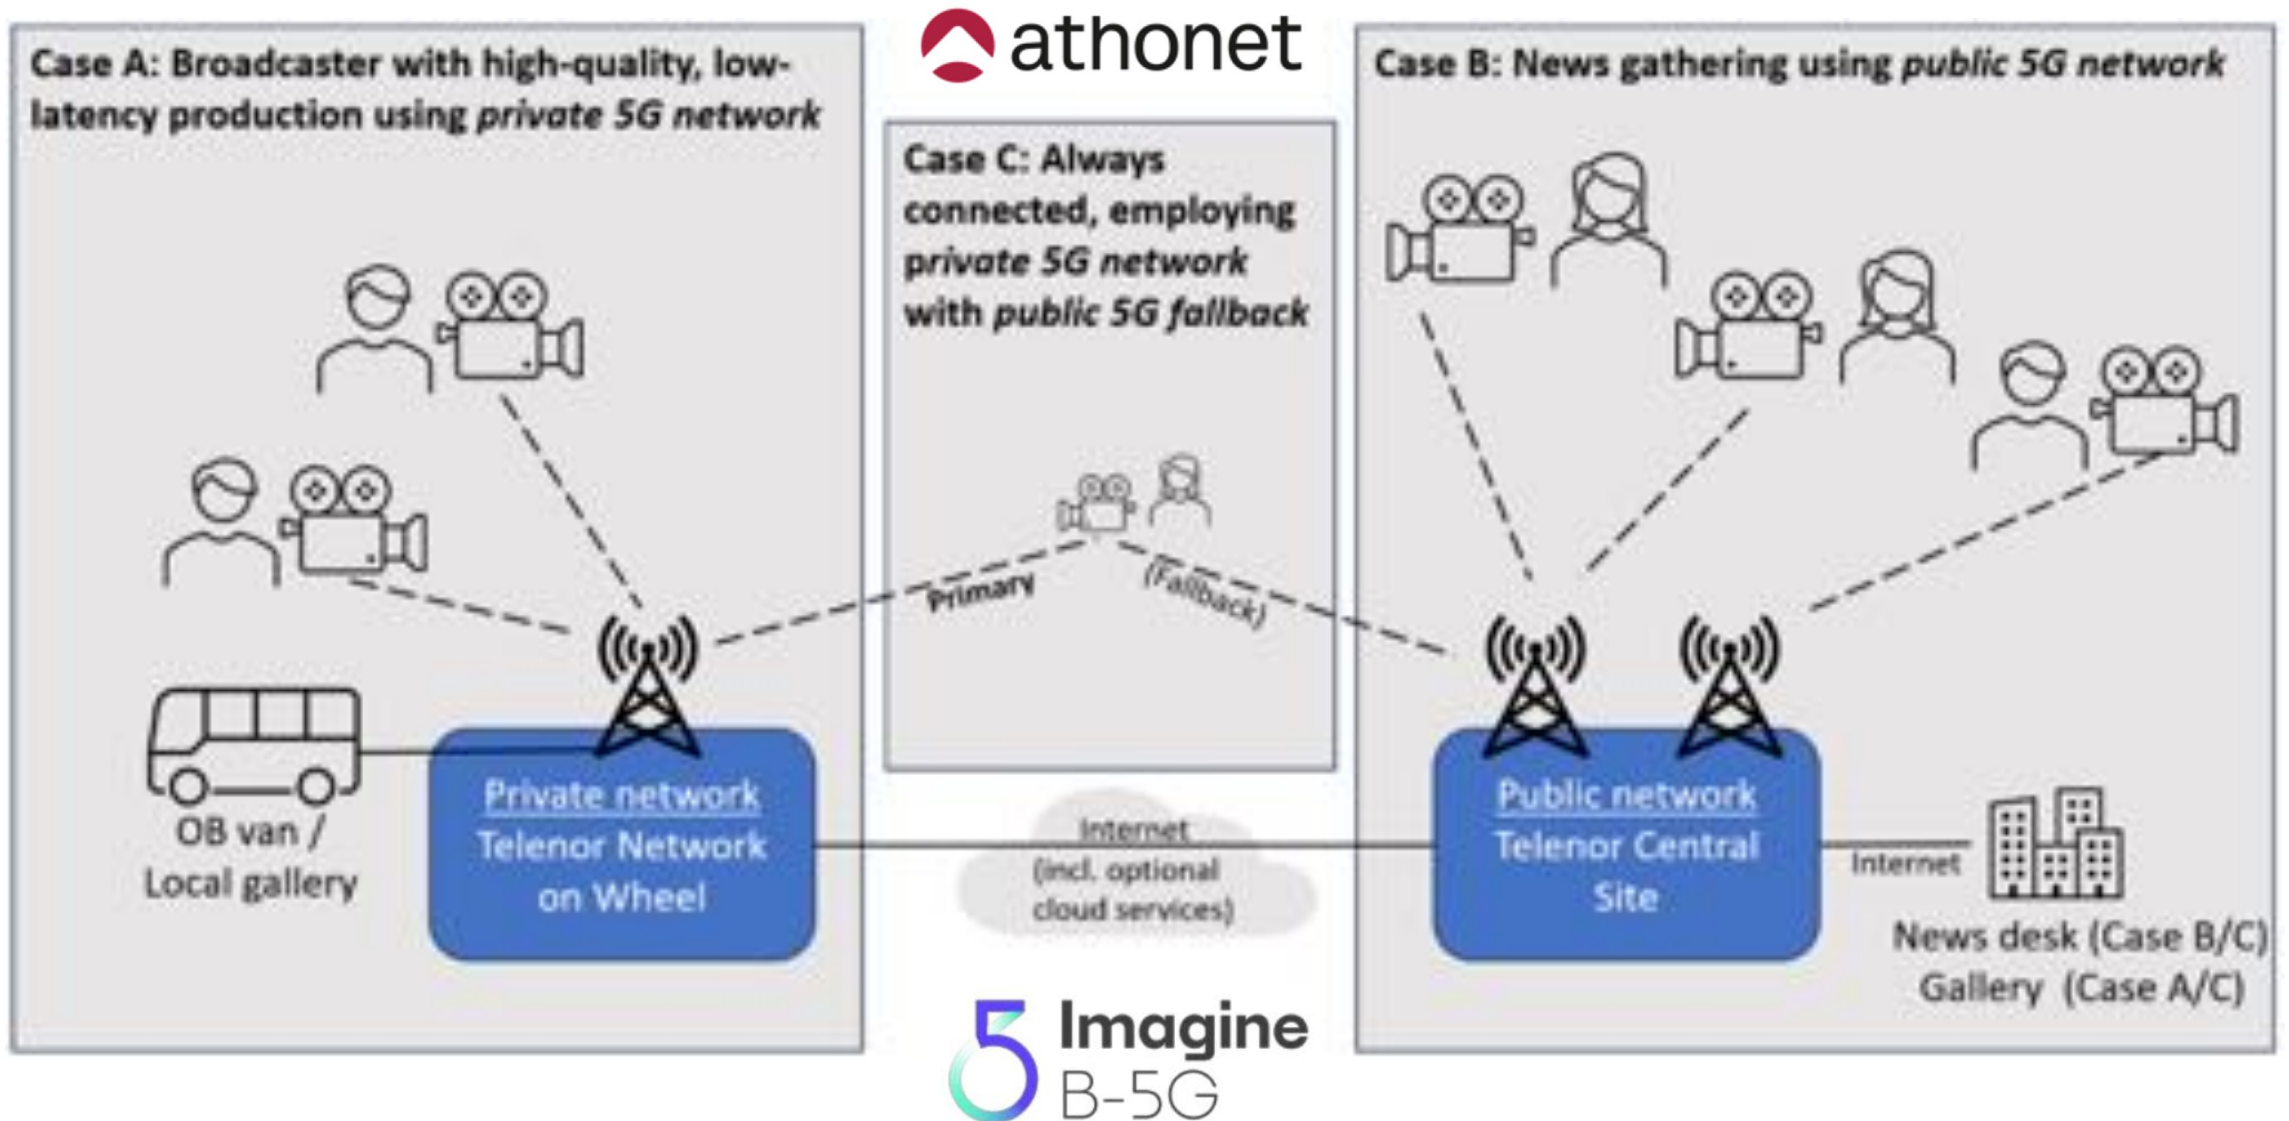 Case A: Broadcaster with high-quality, low-
latency production using private 5G network
OB van /
Local gallery
Private network
Telenor Network
on Wheel
athonet
Case C: Always
connected, employing
private 5G network
with public 5G fallback
Primary
(Fallback)
Internet
(incl. optional
cloud services)
Imagine
B-5G
Case B: News gathering using public 5G network
Public network
Telenor Central
Site
Internet
News desk (Case B/C)
Gallery (Case A/C)